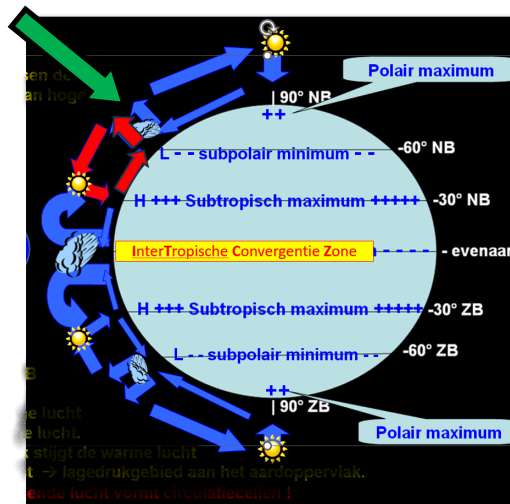 sen de
Polair maximum
an hoge
90° NB
++
L - - subpolair minimum - -
-60° NB
H +++ Subtropisch maximum +++++
-30° NB
InterTropische Convergentie Zone - - - - -
- evenaar
H +++ Subtropisch maximum +++++
-30° ZB
L - - subpolair minimum - -
-60° ZB
B
++
90° ZB
me lucht
e lucht.
Polair maximum
k stijgt de warme lucht
t → lagedrukgebied aan het aardoppervlak.
ende lucht vormt circulatiecellen !